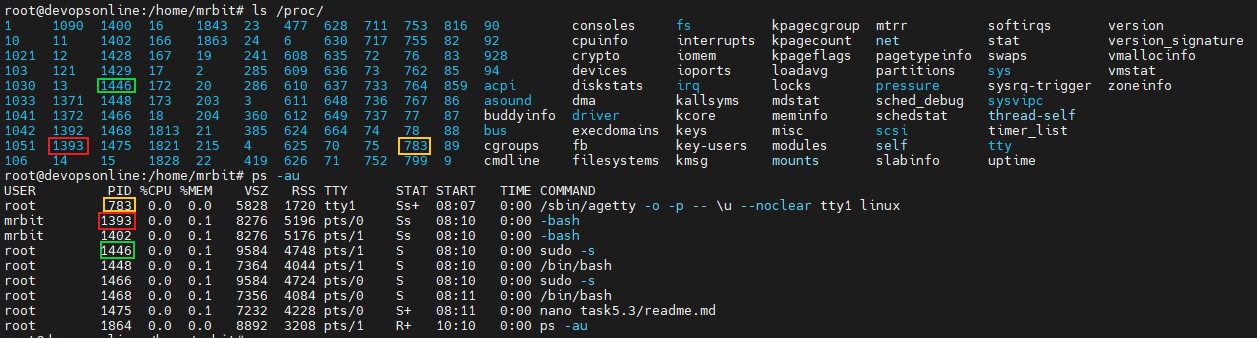 root@devopsonline:/home/mrbit# ls /proc/
1 1090 1400 16 1843 23 477 628 711 753 816 90 consoles fs kpagegroup mtrr softirqs version
10 11 1402 166 1863 24 6 630 717 755 82 92 cpuinfo interrupts kpagecount net stat version_signature
1021 12 1428 167 19 241 608 635 72 76 83 928 crypto iomem kpageflags pagetypeinfo swaps vmallocinfo
103 121 1429 17 2 285 609 636 73 762 85 94 devices ioports loadavg partitions sys vmstat
1030 13 1446 172 20 286 610 637 733 764 859 acpi diskstats irq locks pressure sysrq-trigger zoneinfo
1033 1371 1448 173 203 3 611 648 736 767 86 asound dma kallsyms mdstat sched_debug sysvipc
1041 1372 1466 18 204 360 612 649 737 77 87 buddyinfo driver kcore meminfo schedstat thread-self
1042 1392 1468 1813 21 385 624 664 74 78 88 bus execdomains keys misc scsi timer_list
1051 1393 1475 1821 215 4 625 70 75 783 89 cgroups fb key-users modules self tty
106 14 15 1828 22 419 626 71 752 799 9 cmdline filesystems kmsg mounts slabinfo uptime
root@devopsonline:/home/mrbit# ps -au
USER PID %CPU %MEM VSZ RSS TTY STAT START TIME COMMAND
root 783 0.0 0.0 5828 1720 tty1 Ss+ 08:07 0:00 /sbin/agetty -o -p -- \u --noclear tty1 linux
mrbit 1393 0.0 0.1 8276 5196 pts/0 Ss 08:10 0:00 -bash
mrbit 1402 0.0 0.1 8276 5176 pts/1 Ss 08:10 0:00 -bash
root 1446 0.0 0.1 9584 4748 pts/1 S 08:10 0:00 sudo -s
root 1448 0.0 0.1 7364 4044 pts/1 S 08:10 0:00 /bin/bash
root 1466 0.0 0.1 9584 4724 pts/0 S 08:10 0:00 sudo -s
root 1468 0.0 0.1 7356 4084 pts/0 S 08:11 0:00 /bin/bash
root 1475 0.0 0.1 7232 4228 pts/0 S+ 08:11 0:00 nano task5.3/readme.md
root 1864 0.0 0.0 8892 3208 pts/1 R+ 10:10 0:00 ps -au